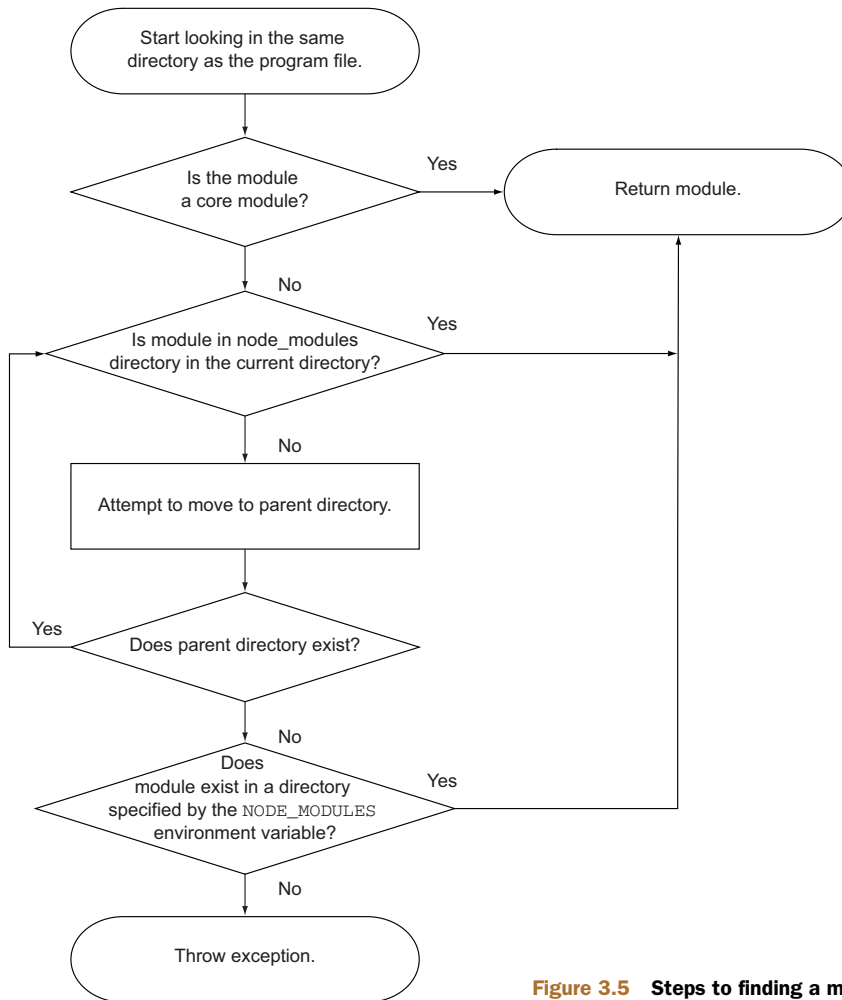 Start looking in the same
directory as the program file.
Is the module
a core module?
Yes
Return module.
No
Is module in node_modules
directory in the current directory?
Yes
No
Attempt to move to parent directory.
Yes
Does parent directory exist?
No
Does
module exist in a directory
specified by the NODE_MODULES
environment variable?
Yes
No
Throw exception.
Figure 3.5 Steps to finding a m